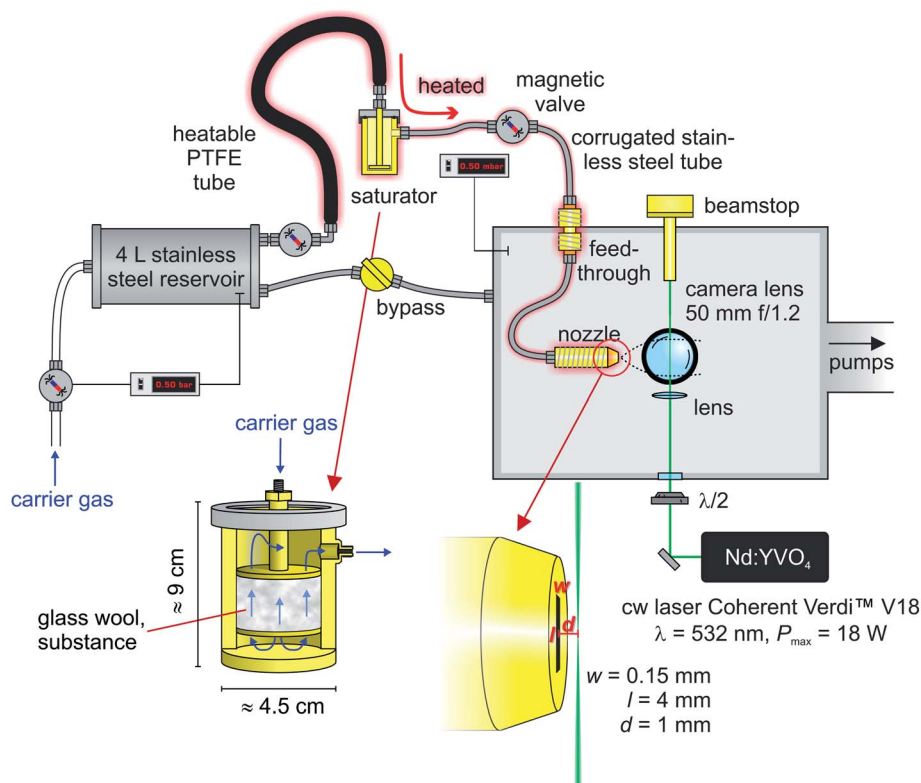 heated
magnetic
valve
heatable
PTFE
tube
corrugated stain-
less steel tube
0.50 mbar
saturator
beamstop
4 L stainless
steel reservoir
feed-
through
bypass
camera lens
50 mm f/1.2
nozzle
pumps
0.50 bar
lens
carrier gas
carrier gas
λ/2
Nd:YVO₄
≈ 9 cm
glass wool,
substance
w
l
d
cw laser Coherent Verdi™ V18
λ = 532 nm, Pmax = 18 W
w = 0.15 mm
l = 4 mm
d = 1 mm
≈ 4.5 cm